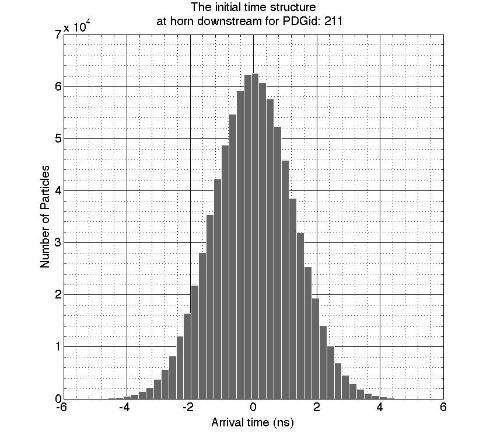 The initial time structure
at horn downstream for PDGid: 211
x 10⁴
7
6
5
4
3
2
1
0
Number of Particles
-6 -4 -2 0 2 4 6
Arrival time (ns)